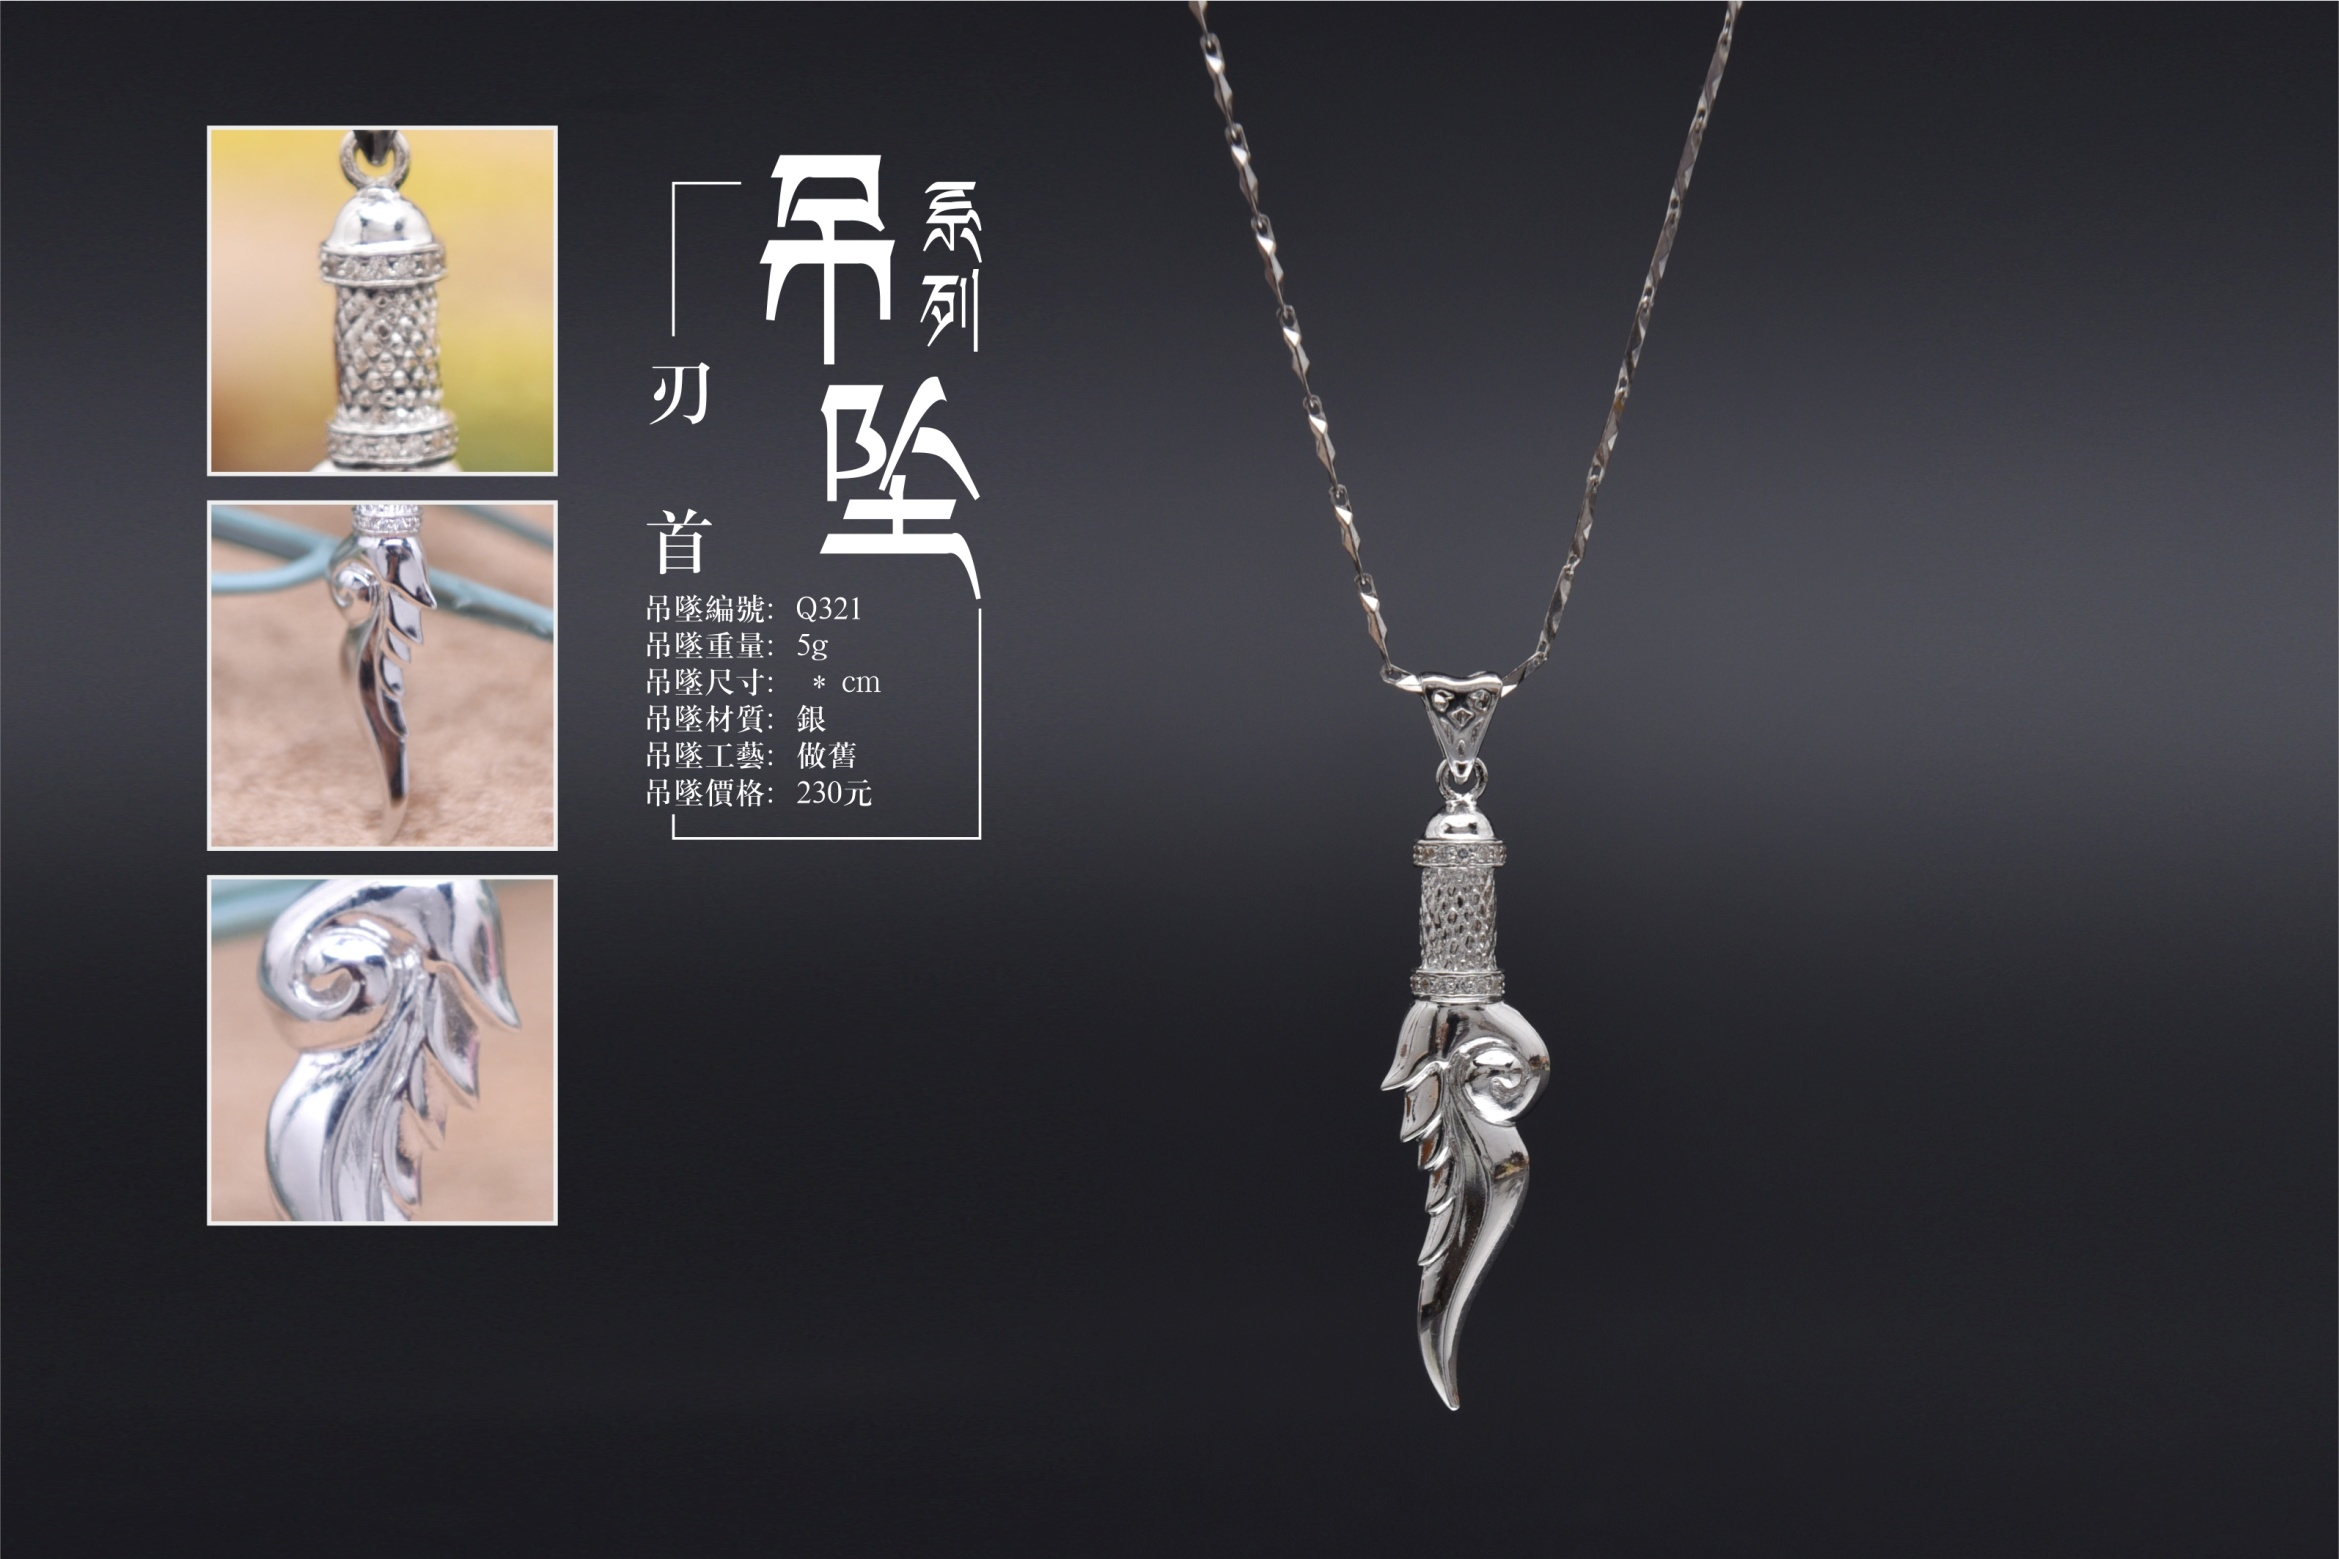 吊坠
系列
刃首
吊墜編號： Q321
吊墜重量： 5g
吊墜尺寸： * cm
吊墜材質： 銀
吊墜工藝： 做舊
吊墜價格： 230元